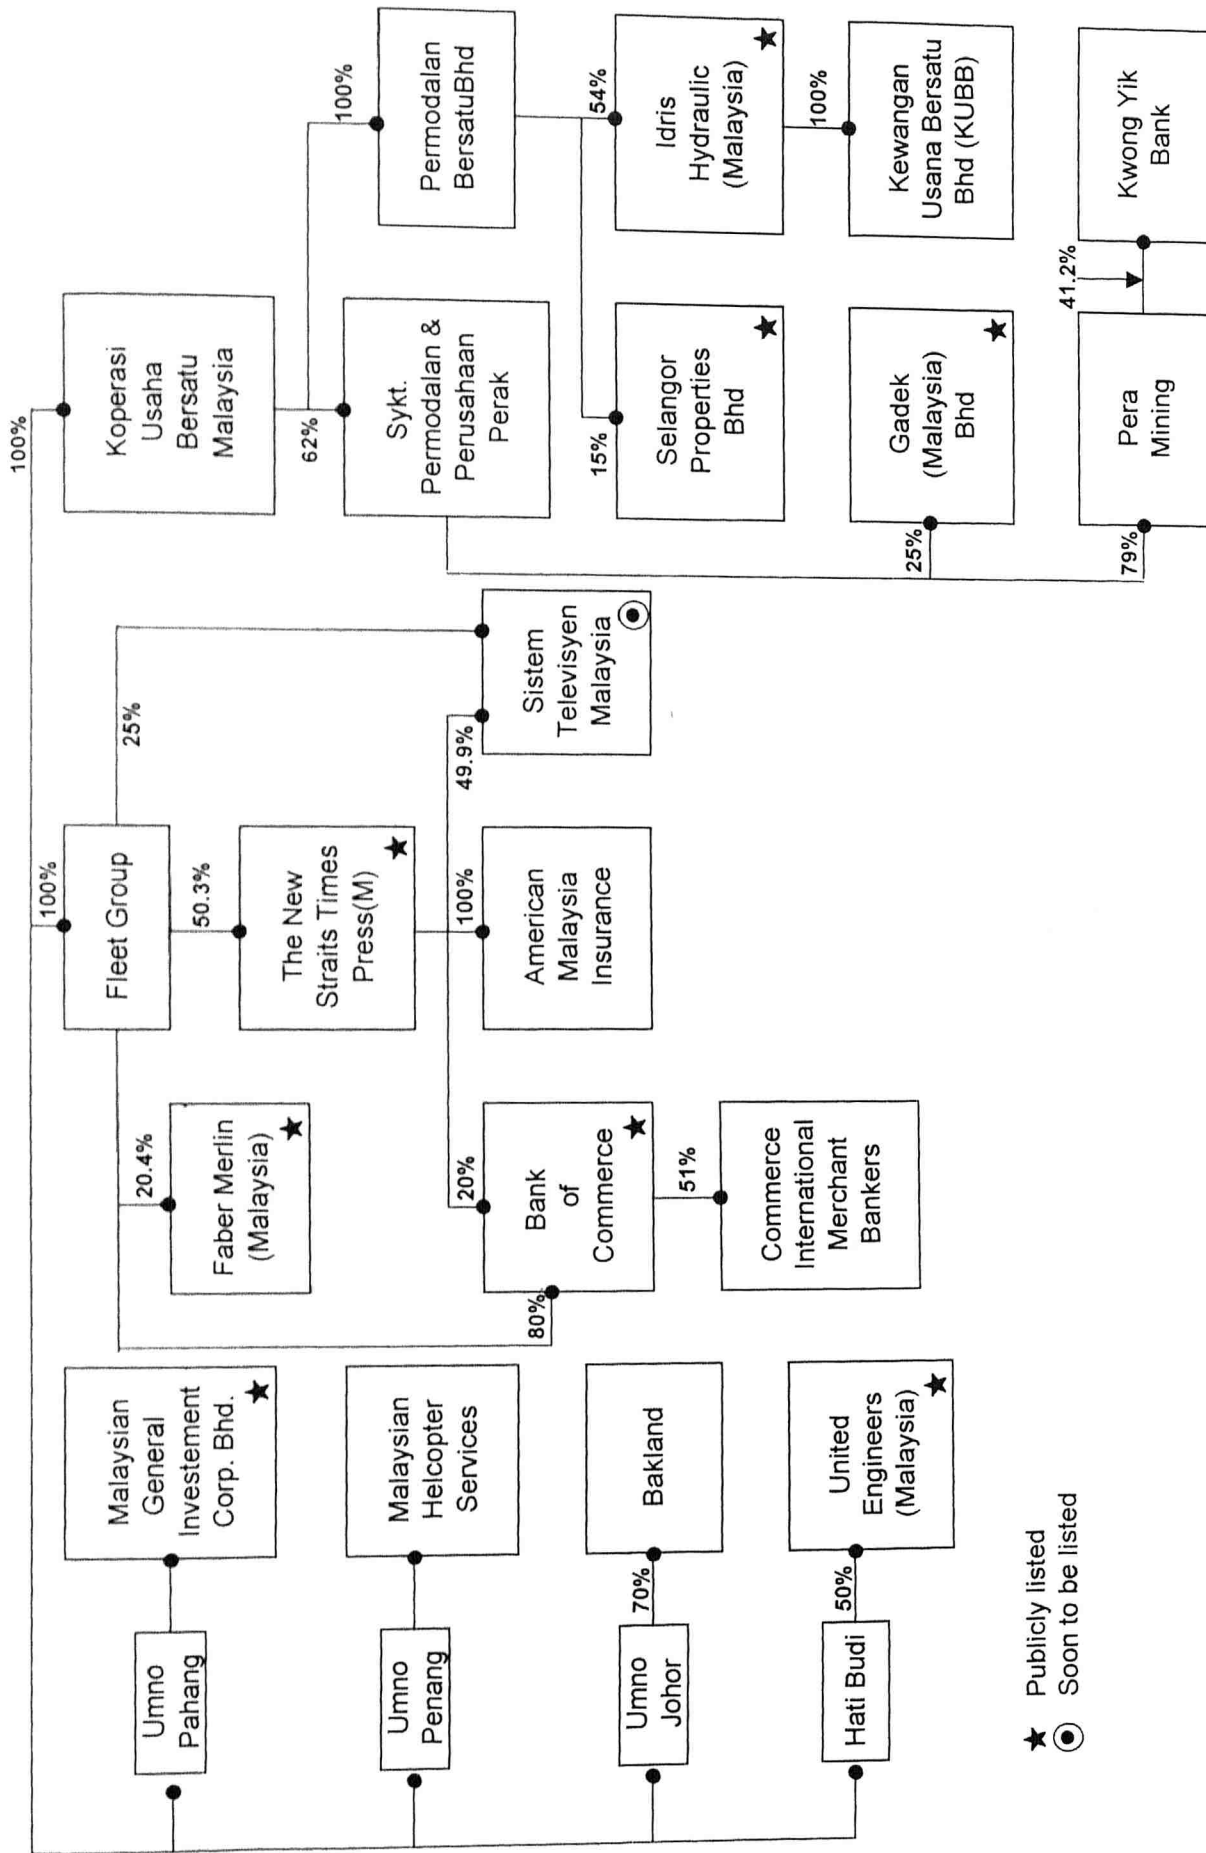 100%
100%
Koperasi
Usaha
Bersatu
Malaysia
62%
100%
Sykt.
Permodalan &
Perusahaan
Perak
Permodalan
BersatuBhd
15%
54%
Selangor
Properties
Bhd
Idris
Hydraulic
(Malaysia)
100%
25%
Gadek
(Malaysia)
Bhd
Kewangan
Usana Bersatu
Bhd (KUBB)
79%
Pera
Mining
41.2%
Kwong Yik
Bank
Fleet Group
25%
50.3%
20.4%
Faber Merlin
(Malaysia)
The New
Straits Times
Press(M)
20%
100%
49.9%
80%
Bank
of
Commerce
American
Malaysia
Insurance
Sistem
Televisyen
Malaysia
51%
Commerce
International
Merchant
Bankers
Umno
Pahang
Malaysian
General
Investement
Corp. Bhd.
Umno
Penang
Malaysian
Helcopter
Services
Umno
Johor
70%
Bakland
Hati Budi
50%
United
Engineers
(Malaysia)
Publicly listed
Soon to be listed